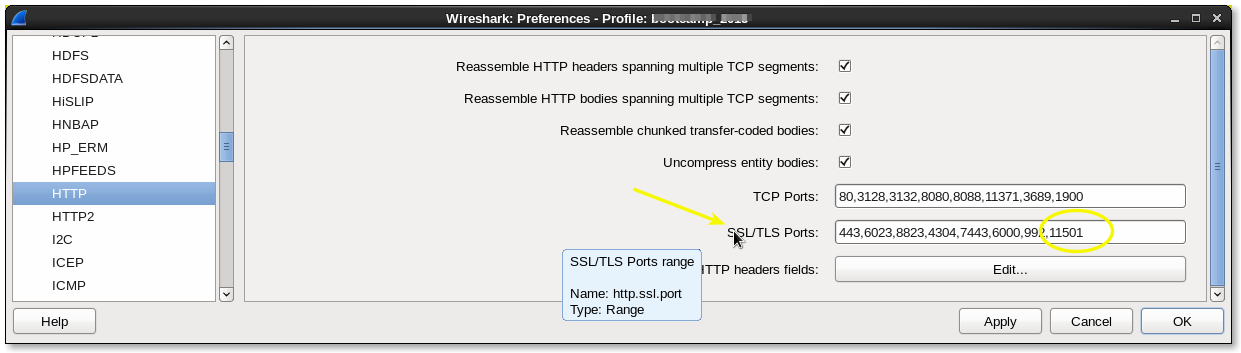 Wireshark: Preferences - Profile:
HDFS
HDFSDATA
HiSLIP
HNBAP
HP_ERM
HPFEEDS
HTTP
HTTP2
I2C
ICEP
ICMP
Reassemble HTTP headers spanning multiple TCP segments:
Reassemble HTTP bodies spanning multiple TCP segments:
Reassemble chunked transfer-coded bodies:
Uncompress entity bodies:
TCP Ports: 80,3128,3132,8080,8088,11371,3689,1900
SSL/TLS Ports: 443,6023,8823,4304,7443,6000,992,11501
HTTP headers fields: Edit...
SSL/TLS Ports range
Name: http.ssl.port
Type: Range
Help Apply Cancel OK